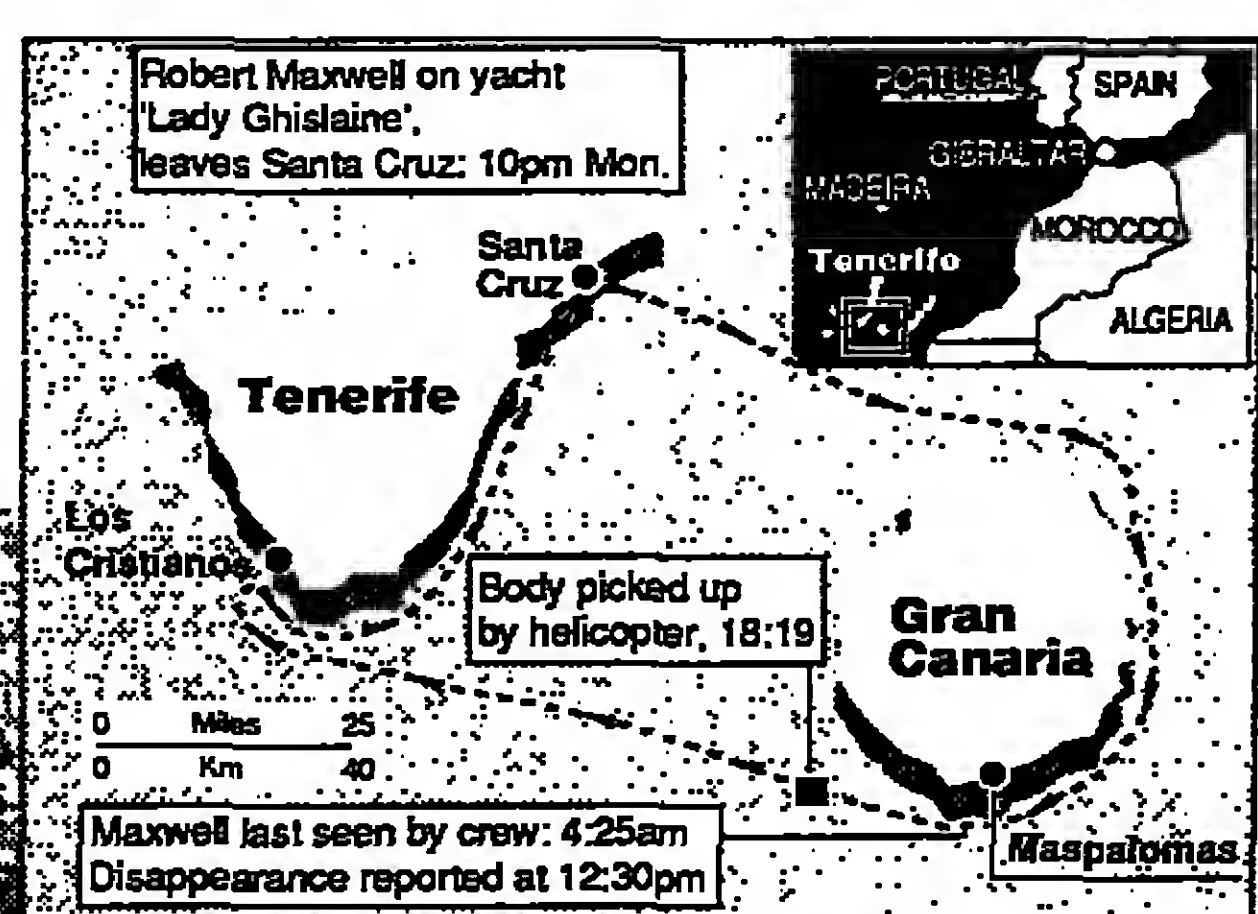 Robert Maxwell on yacht
'Lady Ghislaine',
leaves Santa Cruz: 10pm Mon.
PORTUGAL
SPAIN
GIBRALTAR
MADEIRA
MOROCCO
Tenerife
ALGERIA
Santa
Cruz
Tenerife
Los
Cristianos
Body picked up
by helicopter, 18:19
Gran
Canaria
0 Miles 25
0 Km 40
Maxwell last seen by crew: 4:25am
Disappearance reported at 12:30pm
Maspalomas